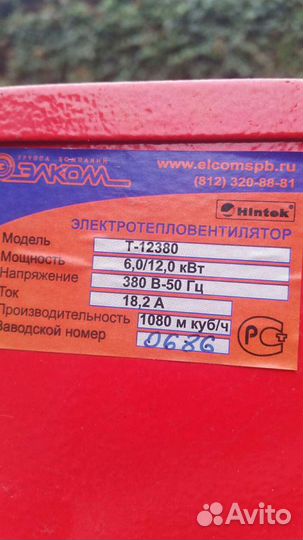 ГРУППА КОМПАНИЙ
ЭЛКОМ
www.elcomspb.ru
(812) 320-88-81
Hintek
ЭЛЕКТРОТЕПЛОВЕНТИЛЯТОР
Модель Т-12380
Мощность 6,0/12,0 кВт
Напряжение 380 В-50 Гц
Ток 18,2 А
Производительность 1080 м куб/ч
Заводской номер 0686
РСТ
Avito